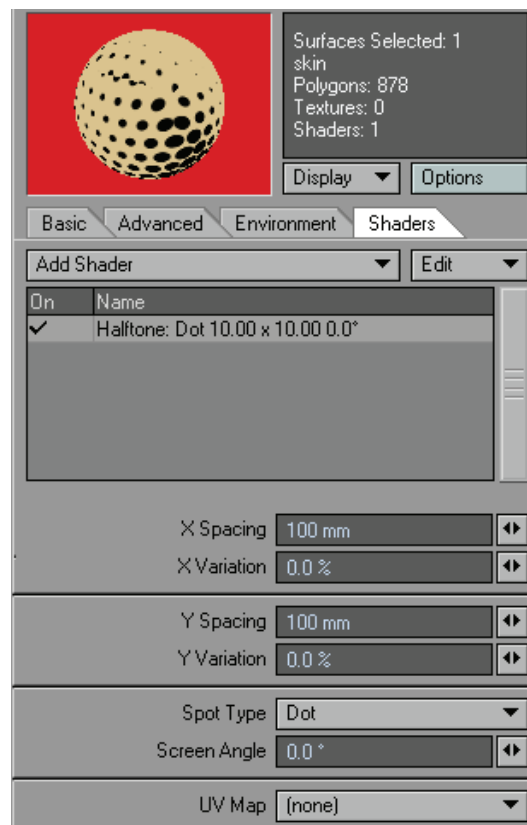 Surfaces Selected: 1
skin
Polygons: 878
Textures: 0
Shaders: 1
Display Options
Basic Advanced Environment Shaders
Add Shader Edit
On Name
Halftone: Dot 10.00 x 10.00 0.0°
X Spacing 100 mm
X Variation 0.0 %
Y Spacing 100 mm
Y Variation 0.0 %
Spot Type Dot
Screen Angle 0.0 °
UV Map (none)